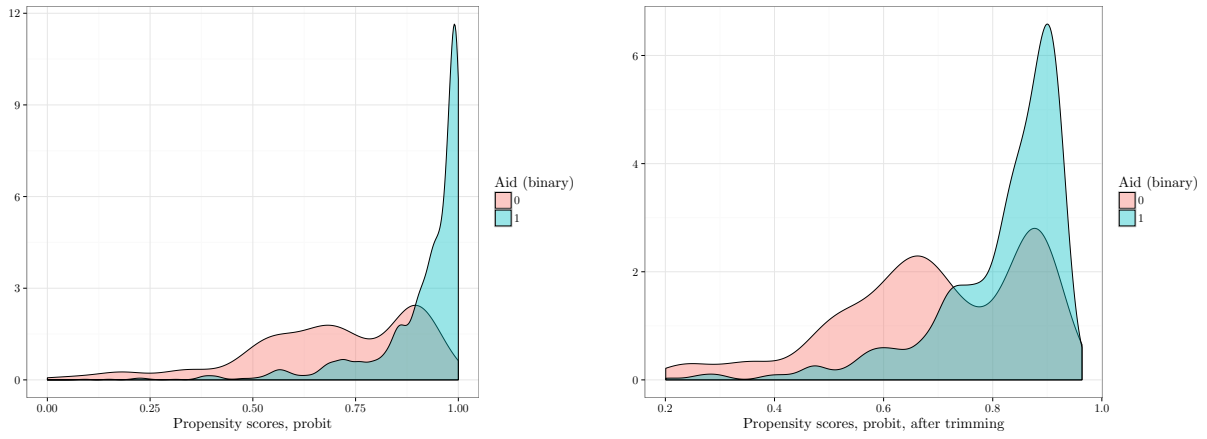 12
9
6
3
0
0.00 0.25 0.50 0.75 1.00
Propensity scores, probit
Aid (binary)
0
1
6
4
2
0
0.2 0.4 0.6 0.8 1.0
Propensity scores, probit, after trimming
Aid (binary)
0
1